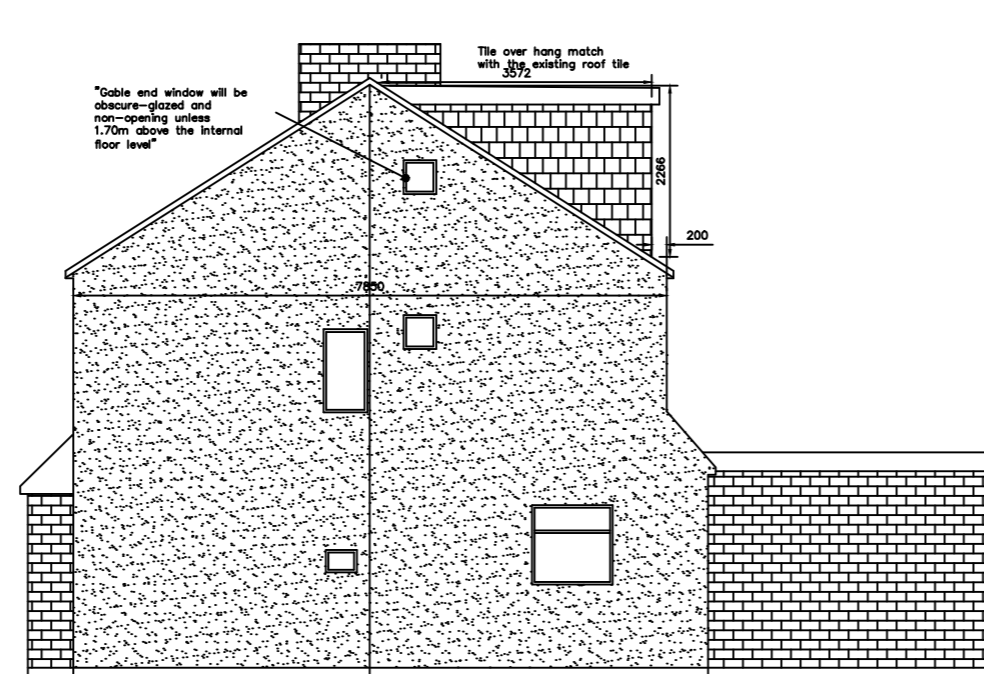 Tile over hang match
with the existing roof tile
3572
"Gable end window will be
obscure-glazed and
non-opening unless
1.70m above the internal
floor level"
2266
200
7850